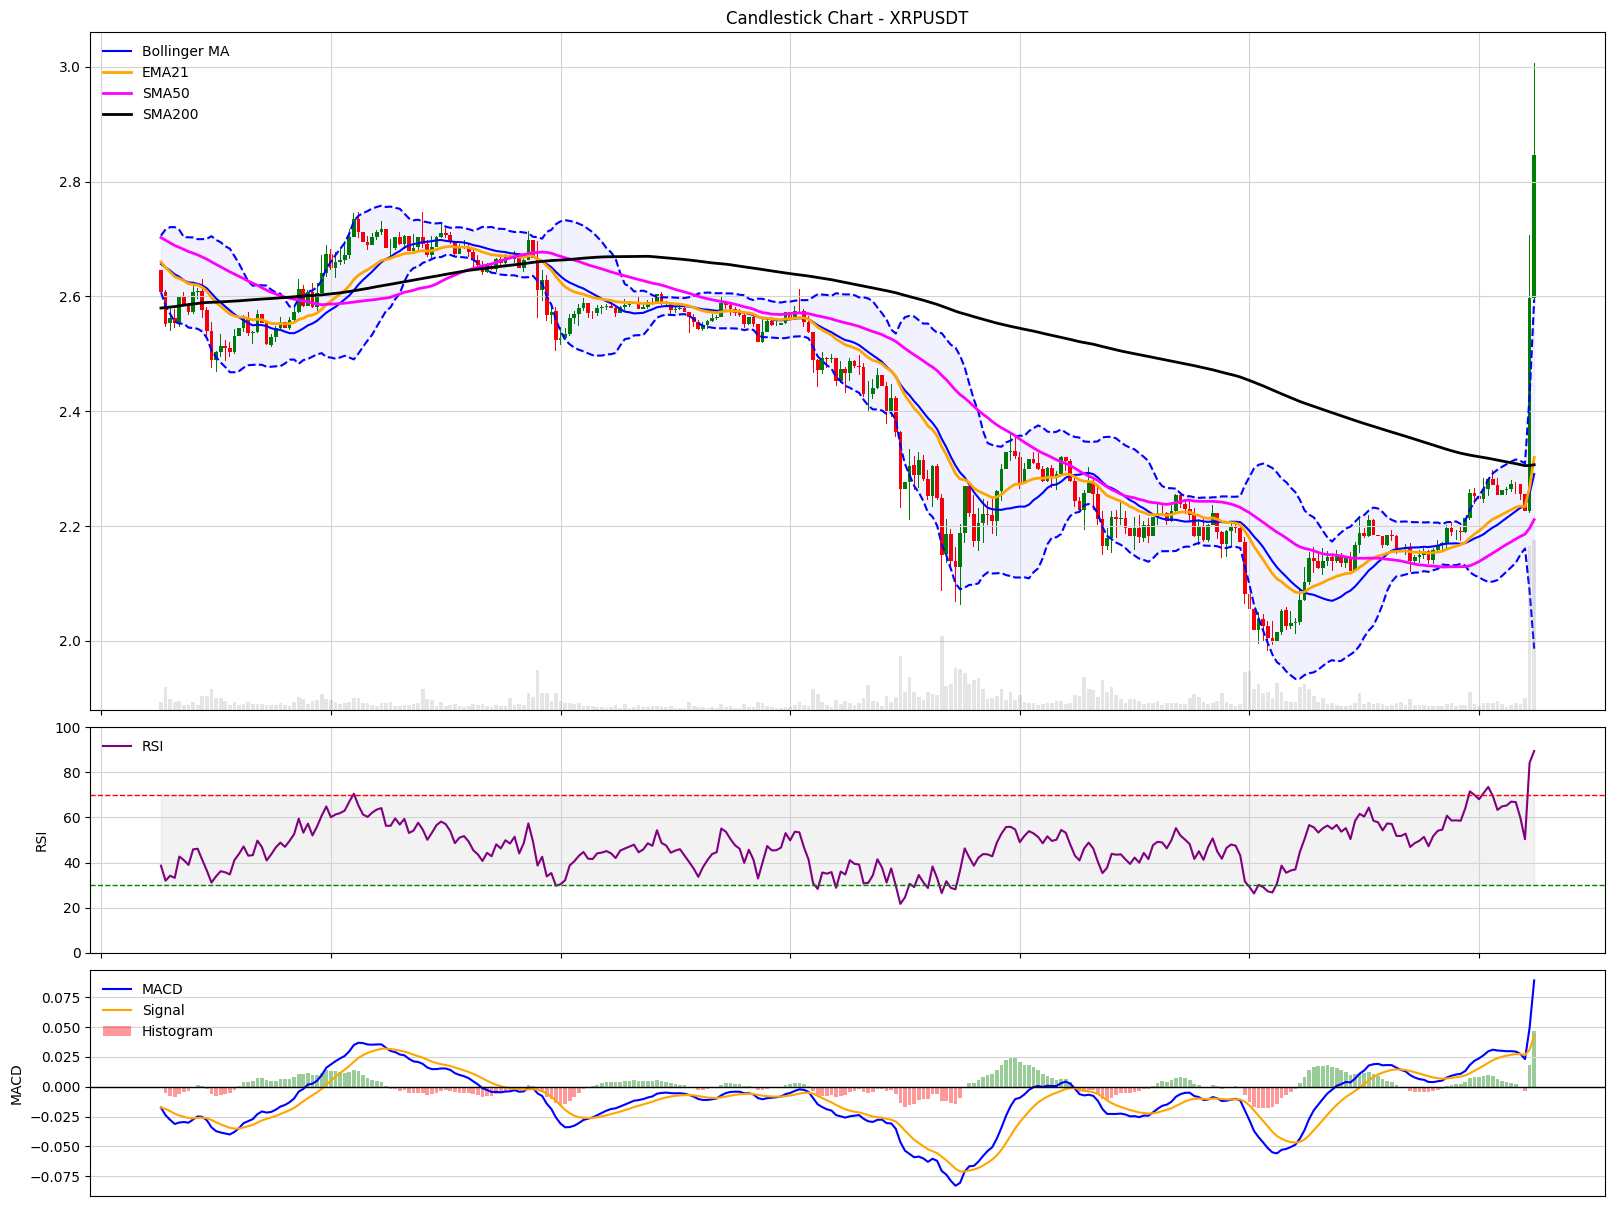 Candlestick Chart - XRPUSDT
Bollinger MA
EMA21
SMA50
SMA200
3.0
2.8
2.6
2.4
2.2
2.0
RSI
100
80
60
40
20
0
RSI
MACD
Signal
Histogram
0.075
0.050
0.025
0.000
−0.025
−0.050
−0.075
MACD